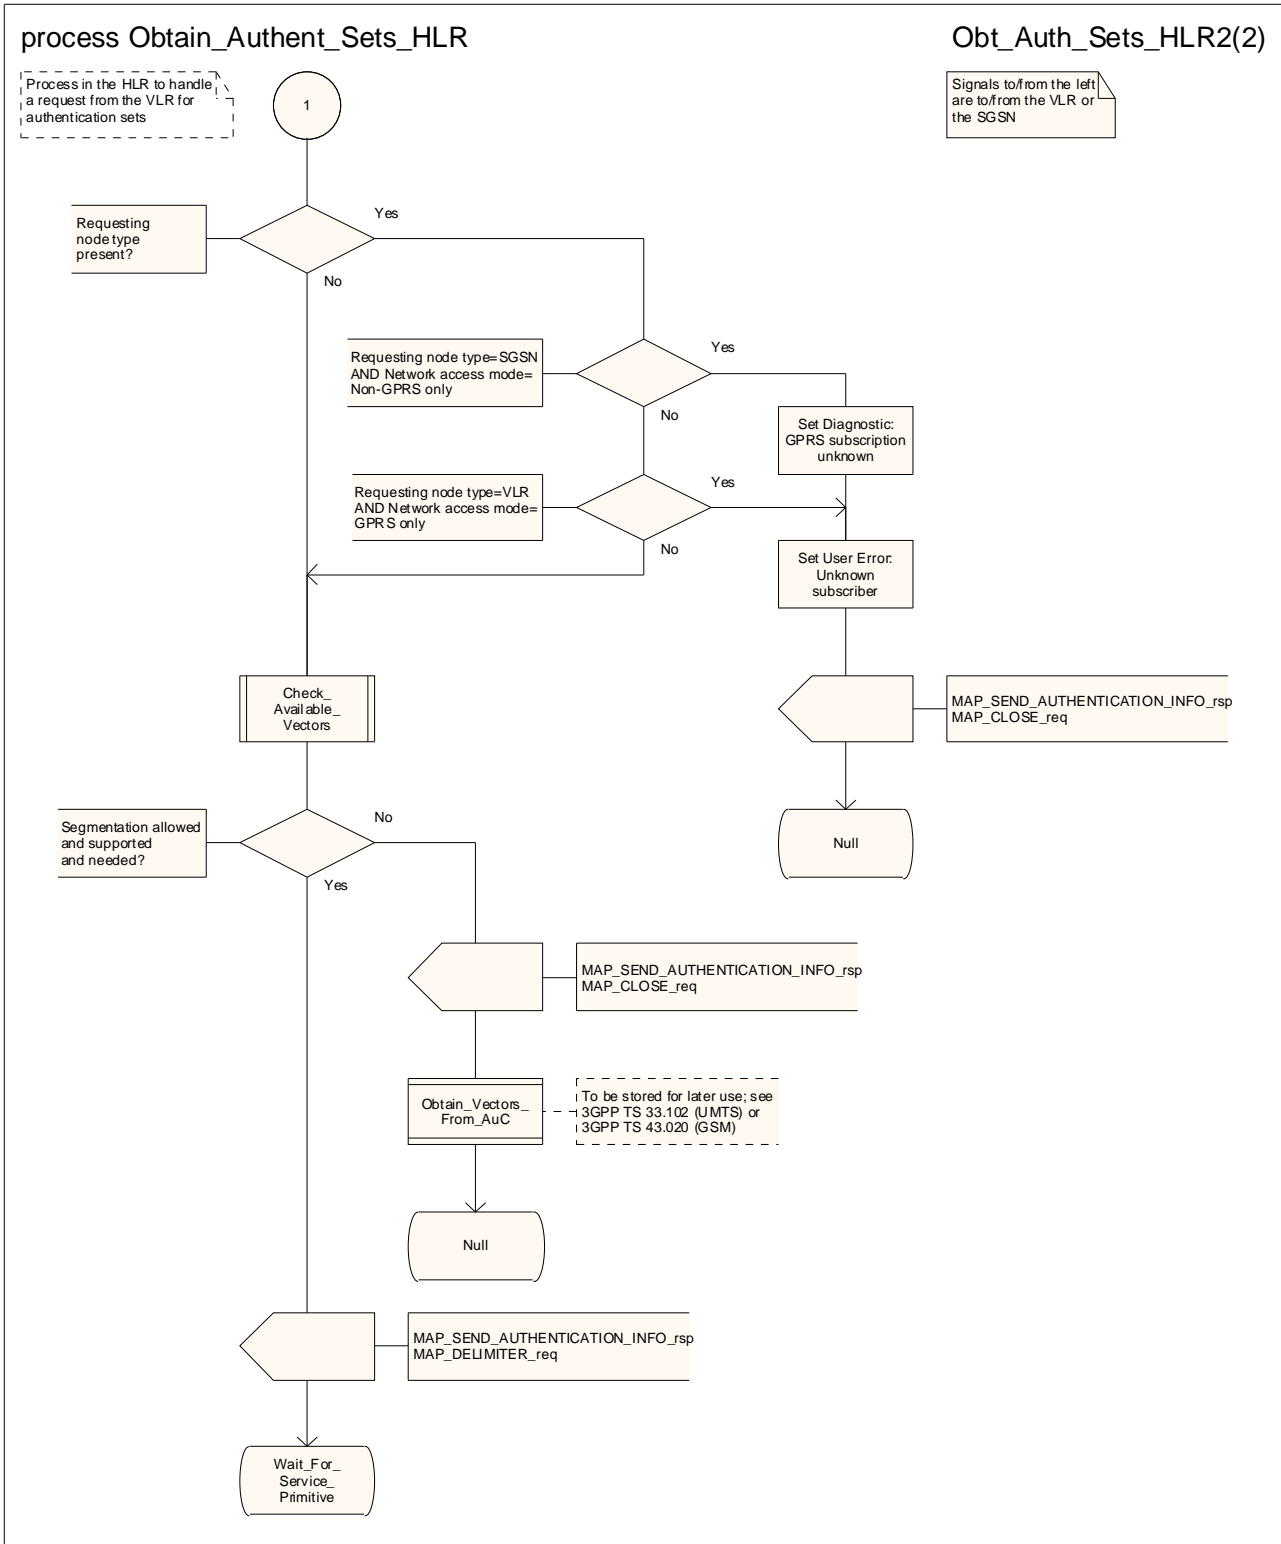 process Obtain_Authent_Sets_HLR
Obt_Auth_Sets_HLR2(2)
Process in the HLR to handle
a request from the VLR for
authentication sets
1
Signals to/from the left
are to/from the VLR or
the SGSN
Requesting
node type
present?
Yes
No
Requesting node type=SGSN
AND Network access mode=
Non-GPRS only
Yes
No
Set Diagnostic:
GPRS subscription
unknown
Requesting node type=VLR
AND Network access mode=
GPRS only
Yes
No
Set User Error:
Unknown
subscriber
Check_
Available_
Vectors
MAP_SEND_AUTHENTICATION_INFO_rsp
MAP_CLOSE_req
Segmentation allowed
and supported
and needed?
No
Yes
Null
MAP_SEND_AUTHENTICATION_INFO_rsp
MAP_CLOSE_req
Obtain_Vectors_
From_AuC
To be stored for later use; see
3GPP TS 33.102 (UMTS) or
3GPP TS 43.020 (GSM)
Null
MAP_SEND_AUTHENTICATION_INFO_rsp
MAP_DELIMITER_req
Wait_For_
Service_
Primitive